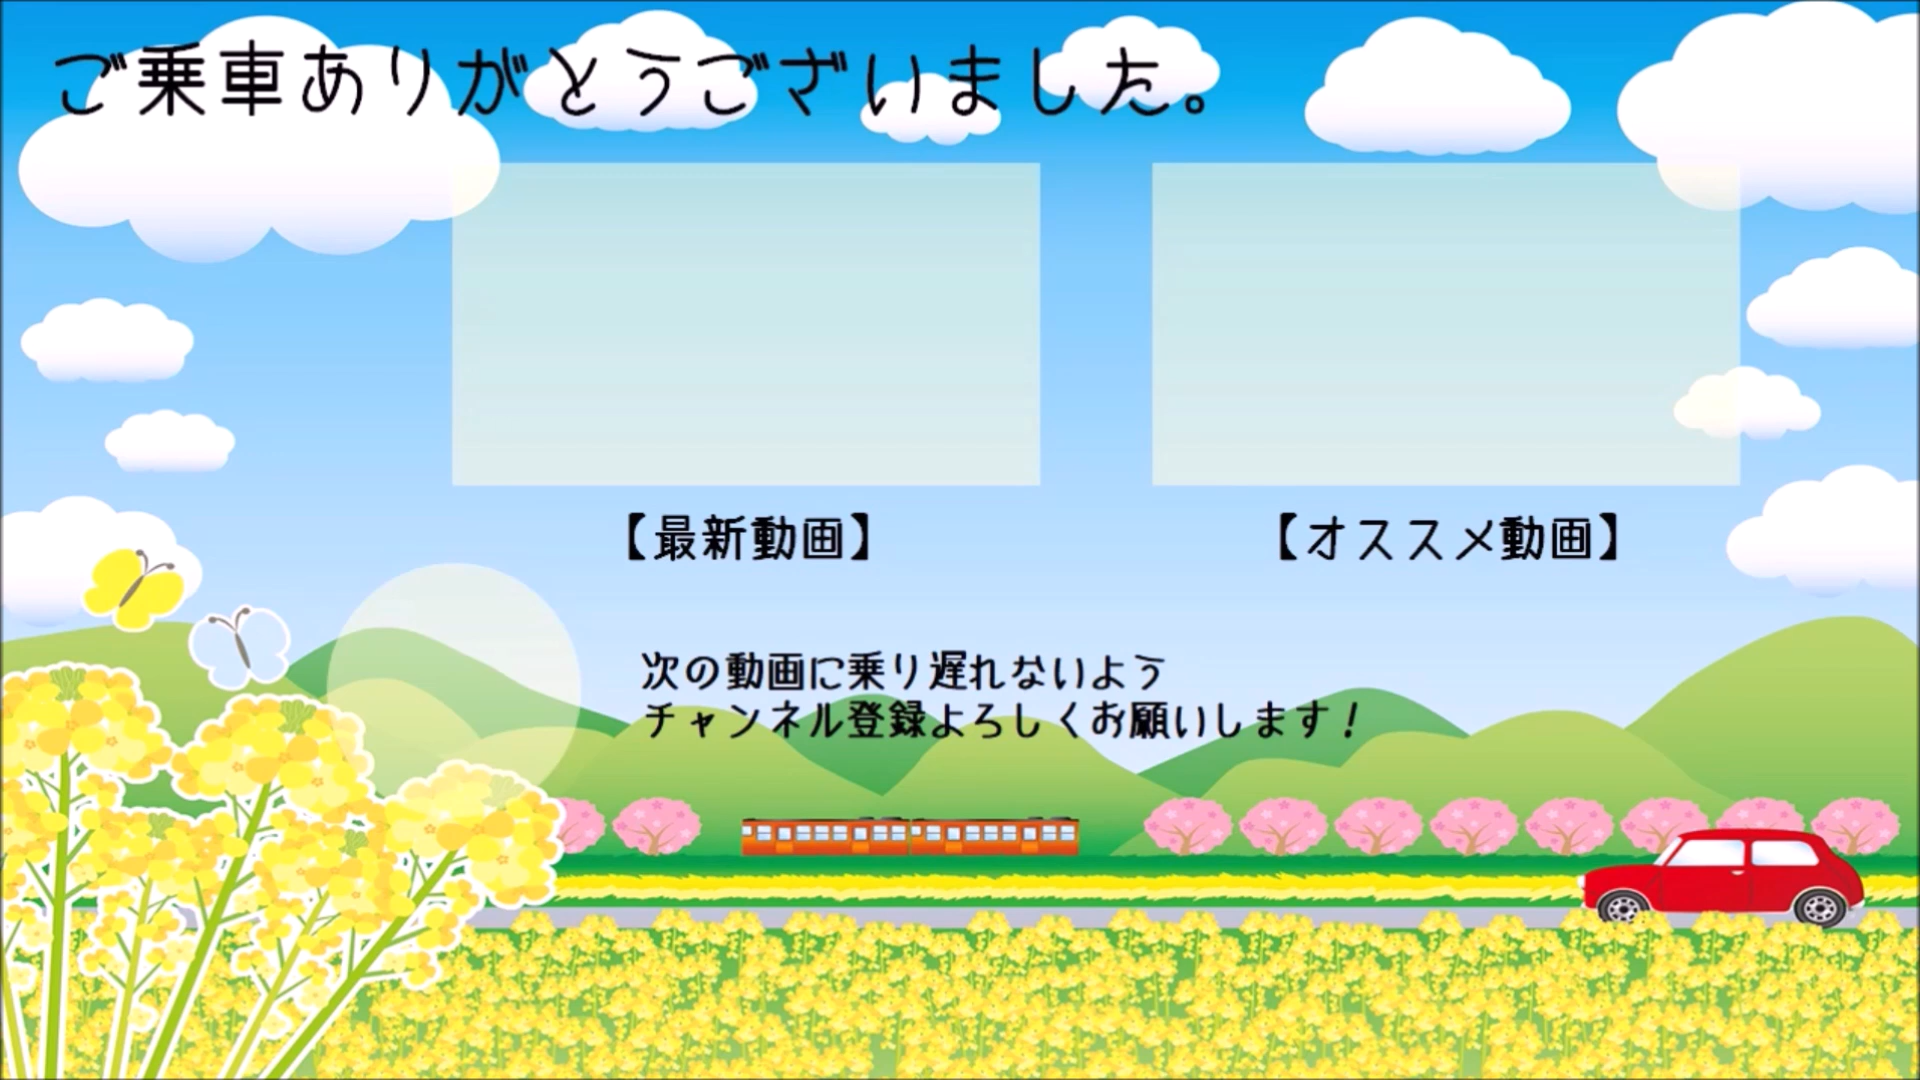 ご乗車ありがとうございました。
【最新動画】
【オススメ動画】
次の動画に乗り遅れないよう
チャンネル登録よろしくお願いします！